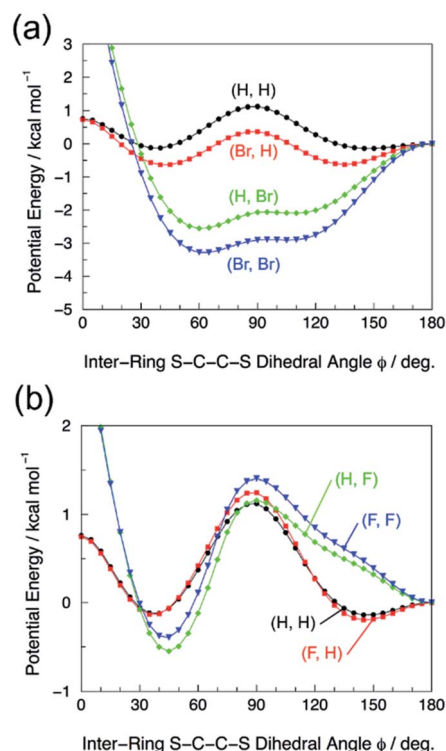 (a)
3
2
1
0
-1
-2
-3
-4
-5
Potential Energy / kcal mol⁻¹
(H, H)
(Br, H)
(H, Br)
(Br, Br)
0 30 60 90 120 150 180
Inter-Ring S-C-C-S Dihedral Angle ϕ / deg.
(b)
2
1
0
-1
Potential Energy / kcal mol⁻¹
(H, F)
(F, F)
(H, H)
(F, H)
0 30 60 90 120 150 180
Inter-Ring S-C-C-S Dihedral Angle ϕ / deg.